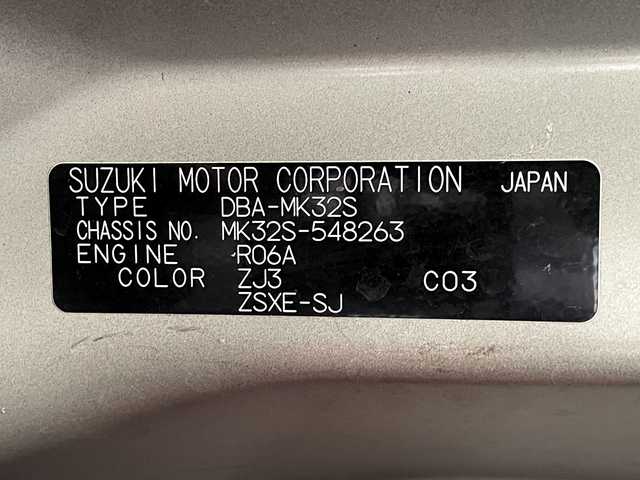 SUZUKI MOTOR CORPORATION JAPAN
TYPE DBA-MK32S
CHASSIS NO. MK32S-548263
ENGINE R06A
COLOR ZJ3 C03
ZSXE-SJ